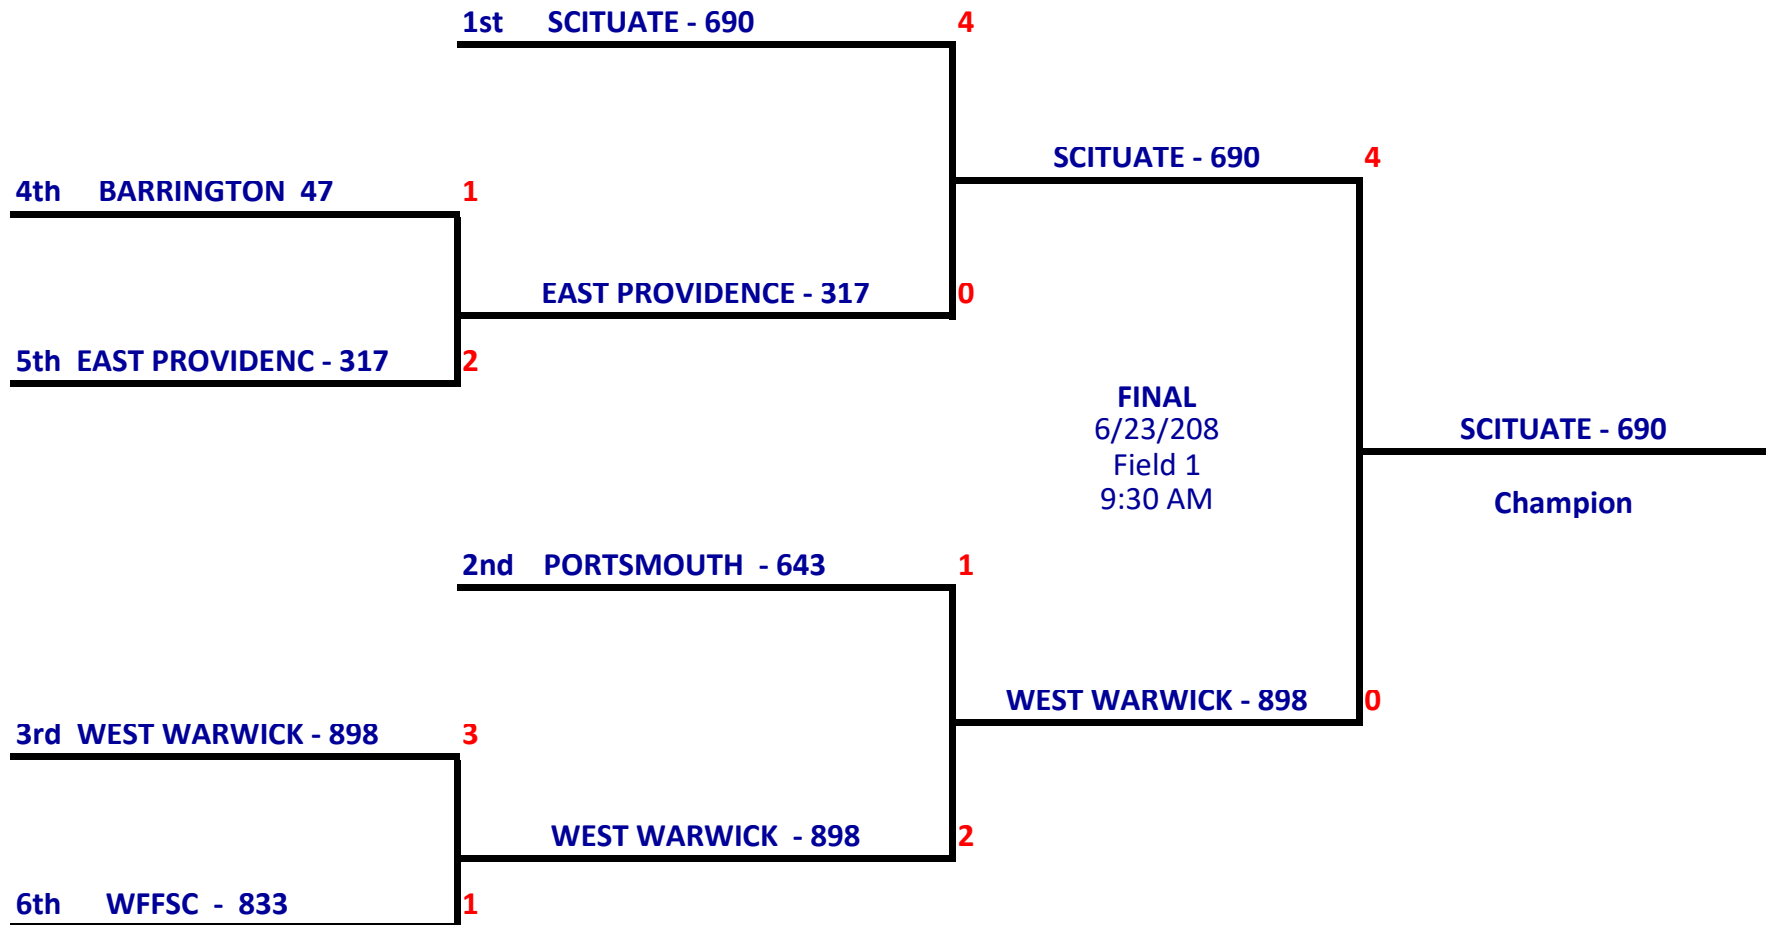 1st SCITUATE - 690 4
SCITUATE - 690 4
4th BARRINGTON 47 1
EAST PROVIDENCE - 317 0
5th EAST PROVIDENC - 317 2
FINAL
6/23/208
Field 1
9:30 AM
SCITUATE - 690
Champion
2nd PORTSMOUTH - 643 1
WEST WARWICK - 898 0
3rd WEST WARWICK - 898 3
WEST WARWICK - 898 2
6th WFFSC - 833 1